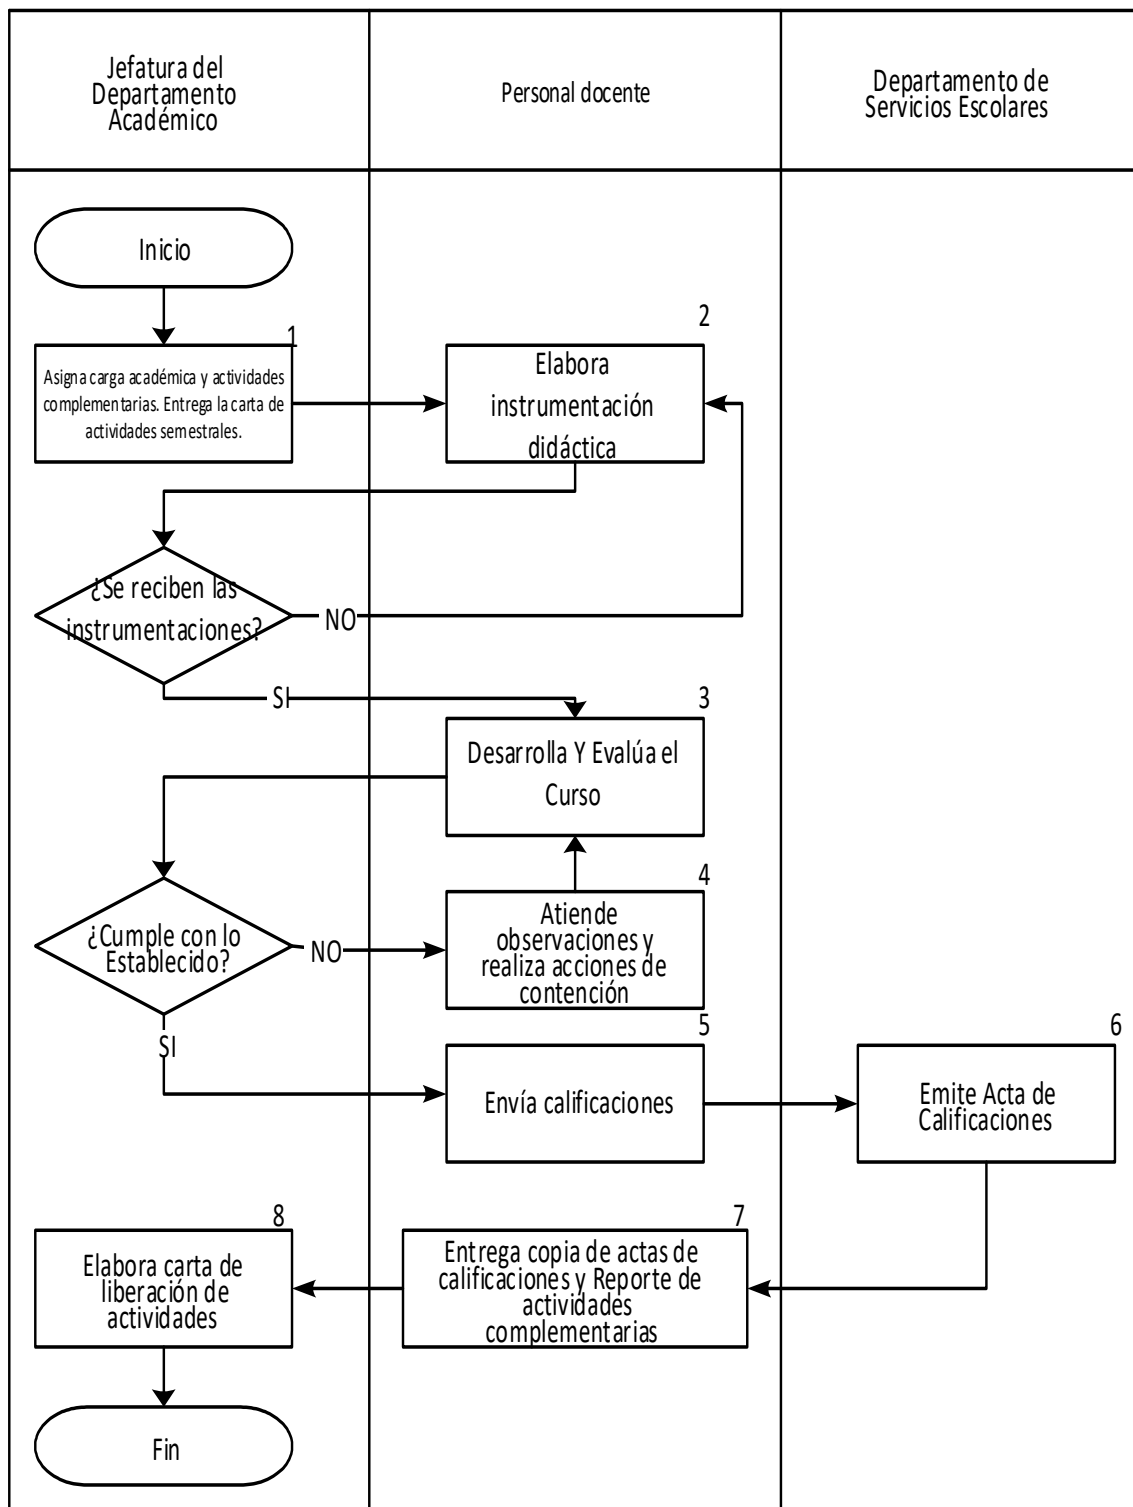 Jefatura del
Departamento
Académico
Personal docente
Departamento de
Servicios Escolares
Inicio
1
Asigna carga académica y actividades
complementarias. Entrega la carta de
actividades semestrales.
2
Elabora
instrumentación
didáctica
¿Se reciben las
instrumentaciones?
NO
SI
3
Desarrolla Y Evalúa el
Curso
¿Cumple con lo
Establecido?
NO
4
Atiende
observaciones y
realiza acciones de
contención
SI
5
Envía calificaciones
6
Emite Acta de
Calificaciones
7
Entrega copia de actas de
calificaciones y Reporte de
actividades
complementarias
8
Elabora carta de
liberación de
actividades
Fin